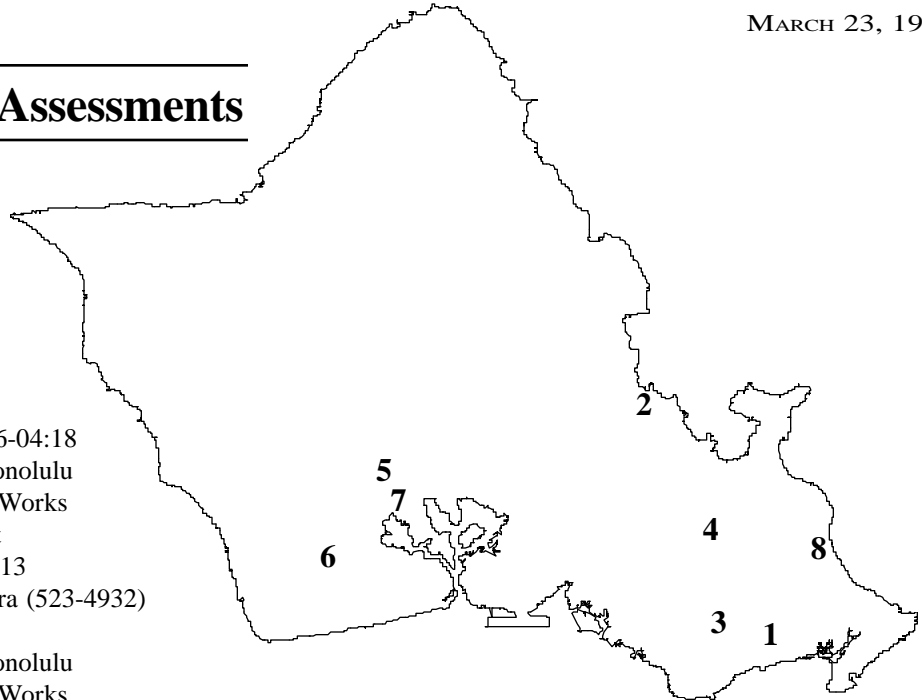 MARCH 23, 19
Assessments
6-04:18
onolulu
Works
13
ra (523-4932)
onolulu
Works
2
5
7
4
8
6
3
1